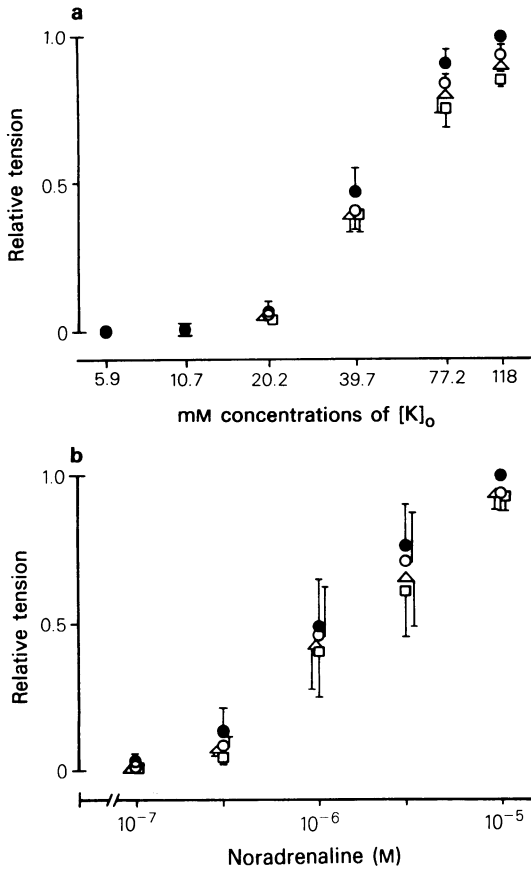 a
1.0
0.5
0
Relative tension
5.9 10.7 20.2 39.7 77.2 118
mM concentrations of [K]o
b
1.0
0.5
0
Relative tension
10-7 10-6 10-5
Noradrenaline (M)